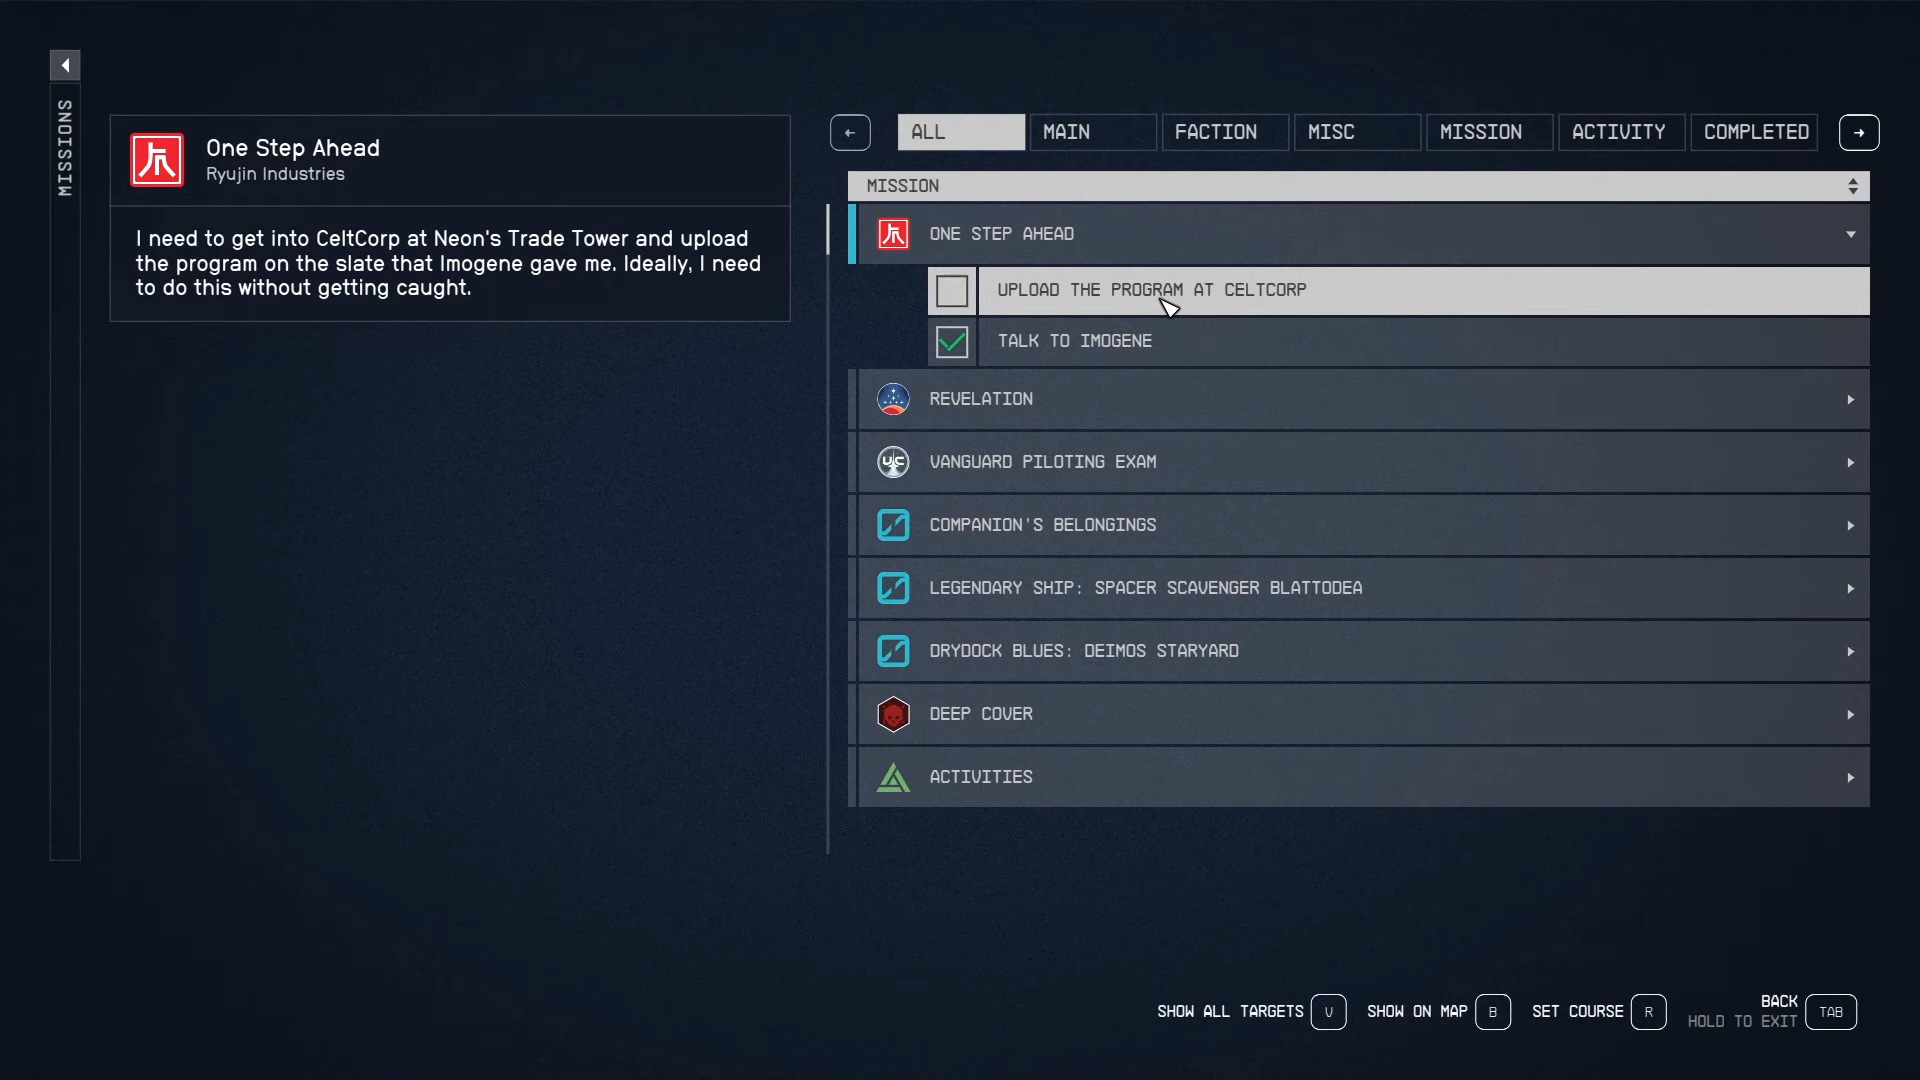 MISSIONS
One Step Ahead
Ryujin Industries
I need to get into CeltCorp at Neon's Trade Tower and upload
the program on the slate that Imogene gave me. Ideally, I need
to do this without getting caught.
ALL MAIN FACTION MISC MISSION ACTIVITY COMPLETED
MISSION
ONE STEP AHEAD
UPLOAD THE PROGRAM AT CELTCORP
TALK TO IMOGENE
REVELATION
UC VANGUARD PILOTING EXAM
COMPANION'S BELONGINGS
LEGENDARY SHIP: SPACER SCAVENGER BLATTODEA
DRYDOCK BLUES: DEIMOS STARYARD
DEEP COVER
ACTIVITIES
SHOW ALL TARGETS V SHOW ON MAP B SET COURSE R BACK TAB
HOLD TO EXIT